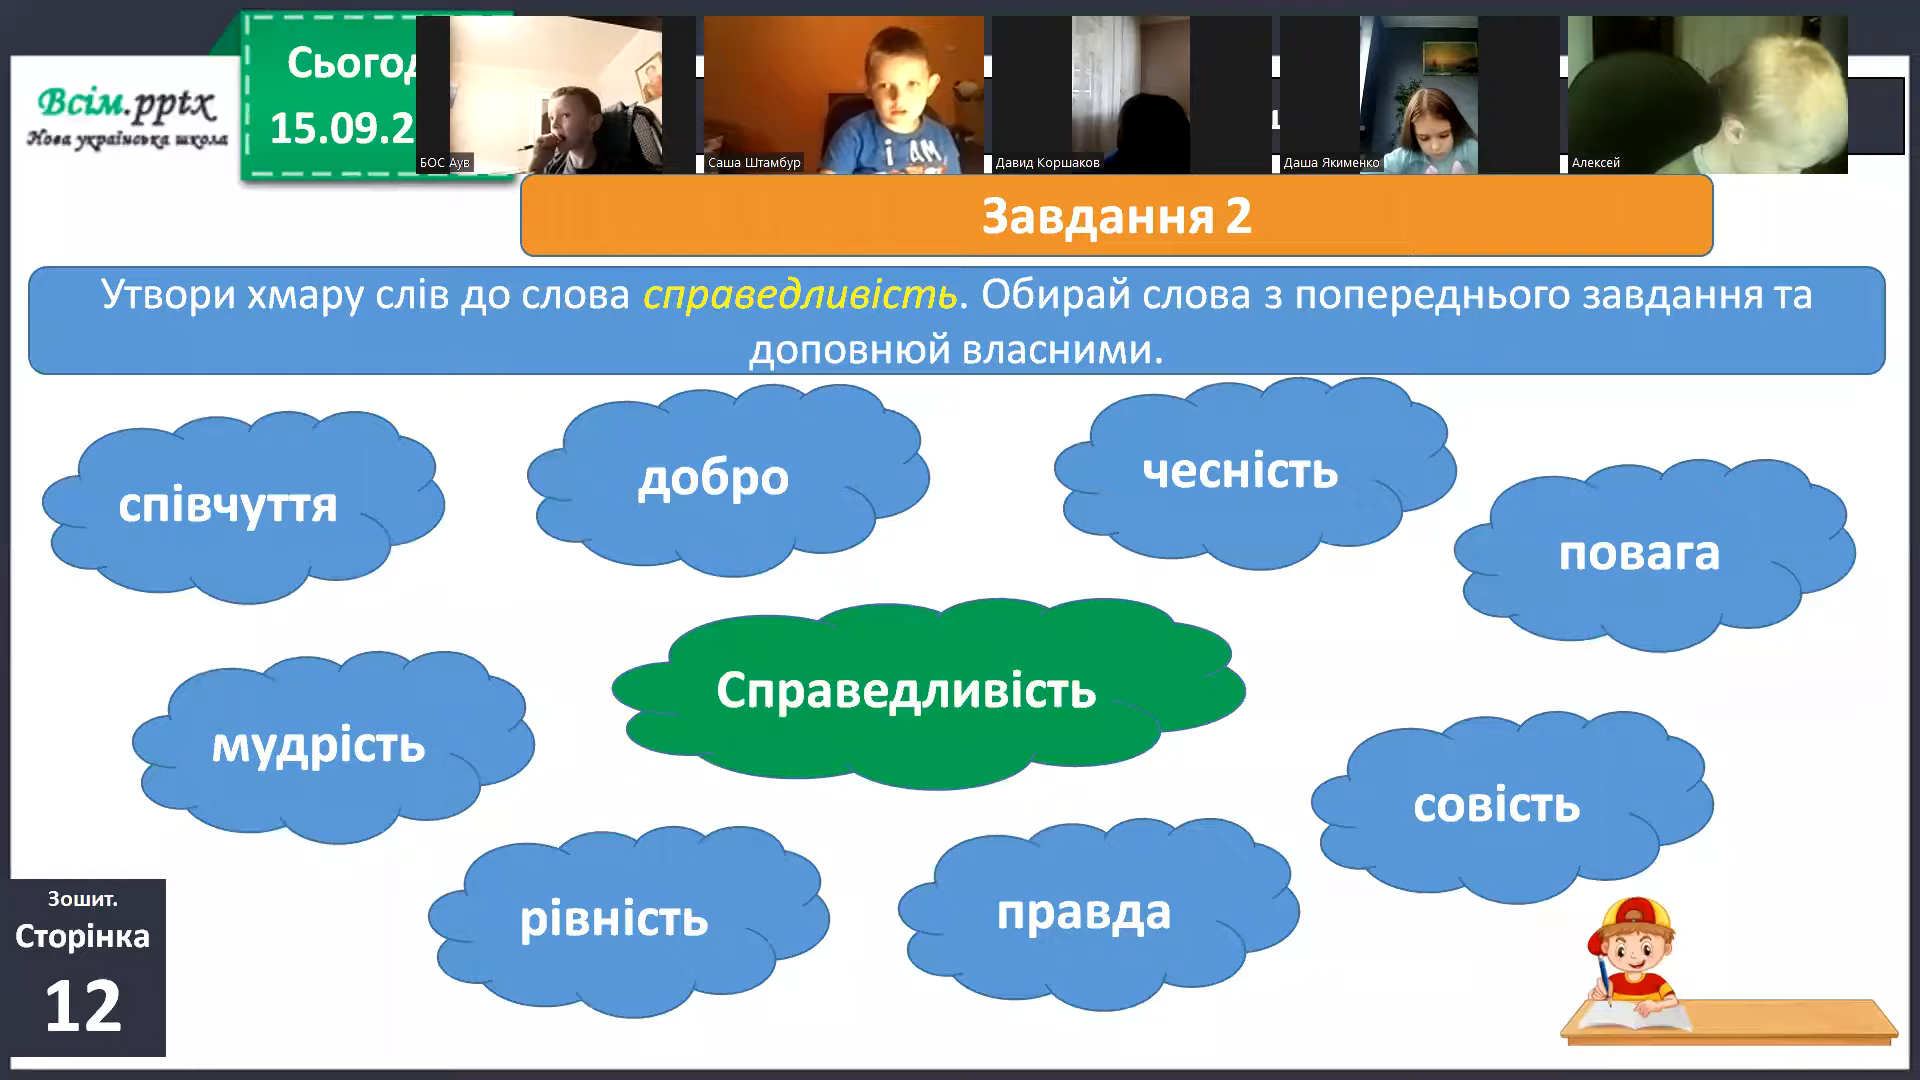 Всім.pptx
Нова українська школа
15.09.2
БОС Аув
Саша Штамбур
Давид Коршаков
Даша Якименко
Алексей
Завдання 2
Утвори хмару слів до слова справедливість. Обирай слова з попереднього завдання та
доповнюй власними.
співчуття
добро
чесність
повага
Справедливість
мудрість
совість
рівність
правда
Зошит.
Сторінка
12